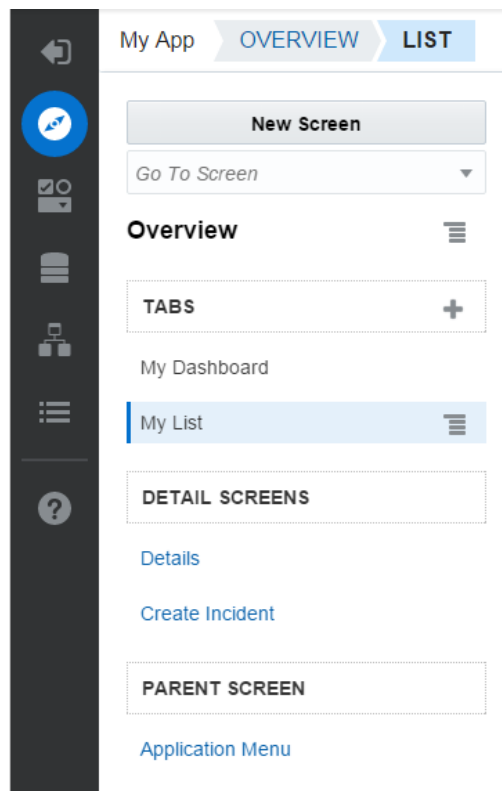 My App OVERVIEW LIST
New Screen
Go To Screen
Overview
TABS
My Dashboard
My List
DETAIL SCREENS
Details
Create Incident
PARENT SCREEN
Application Menu